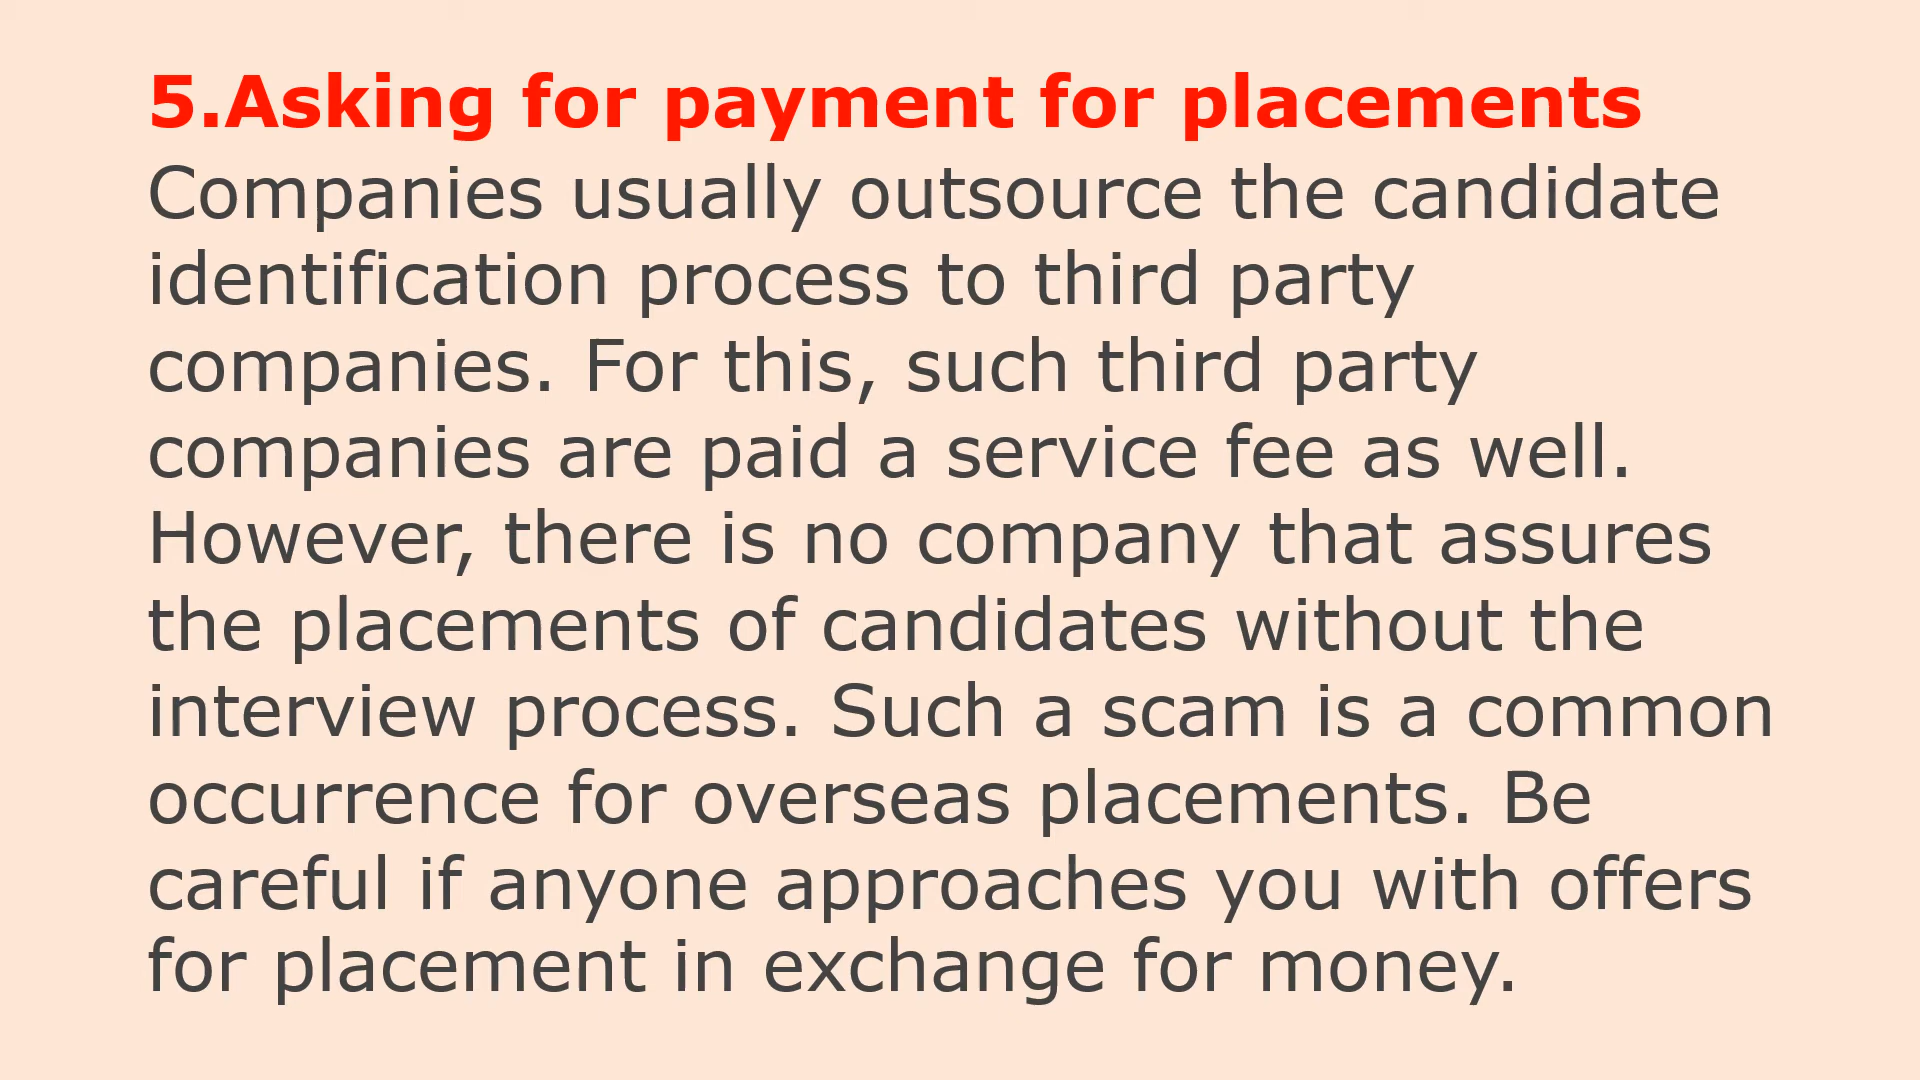 5.Asking for payment for placements
Companies usually outsource the candidate
identification process to third party
companies. For this, such third party
companies are paid a service fee as well.
However, there is no company that assures
the placements of candidates without the
interview process. Such a scam is a common
occurrence for overseas placements. Be
careful if anyone approaches you with offers
for placement in exchange for money.